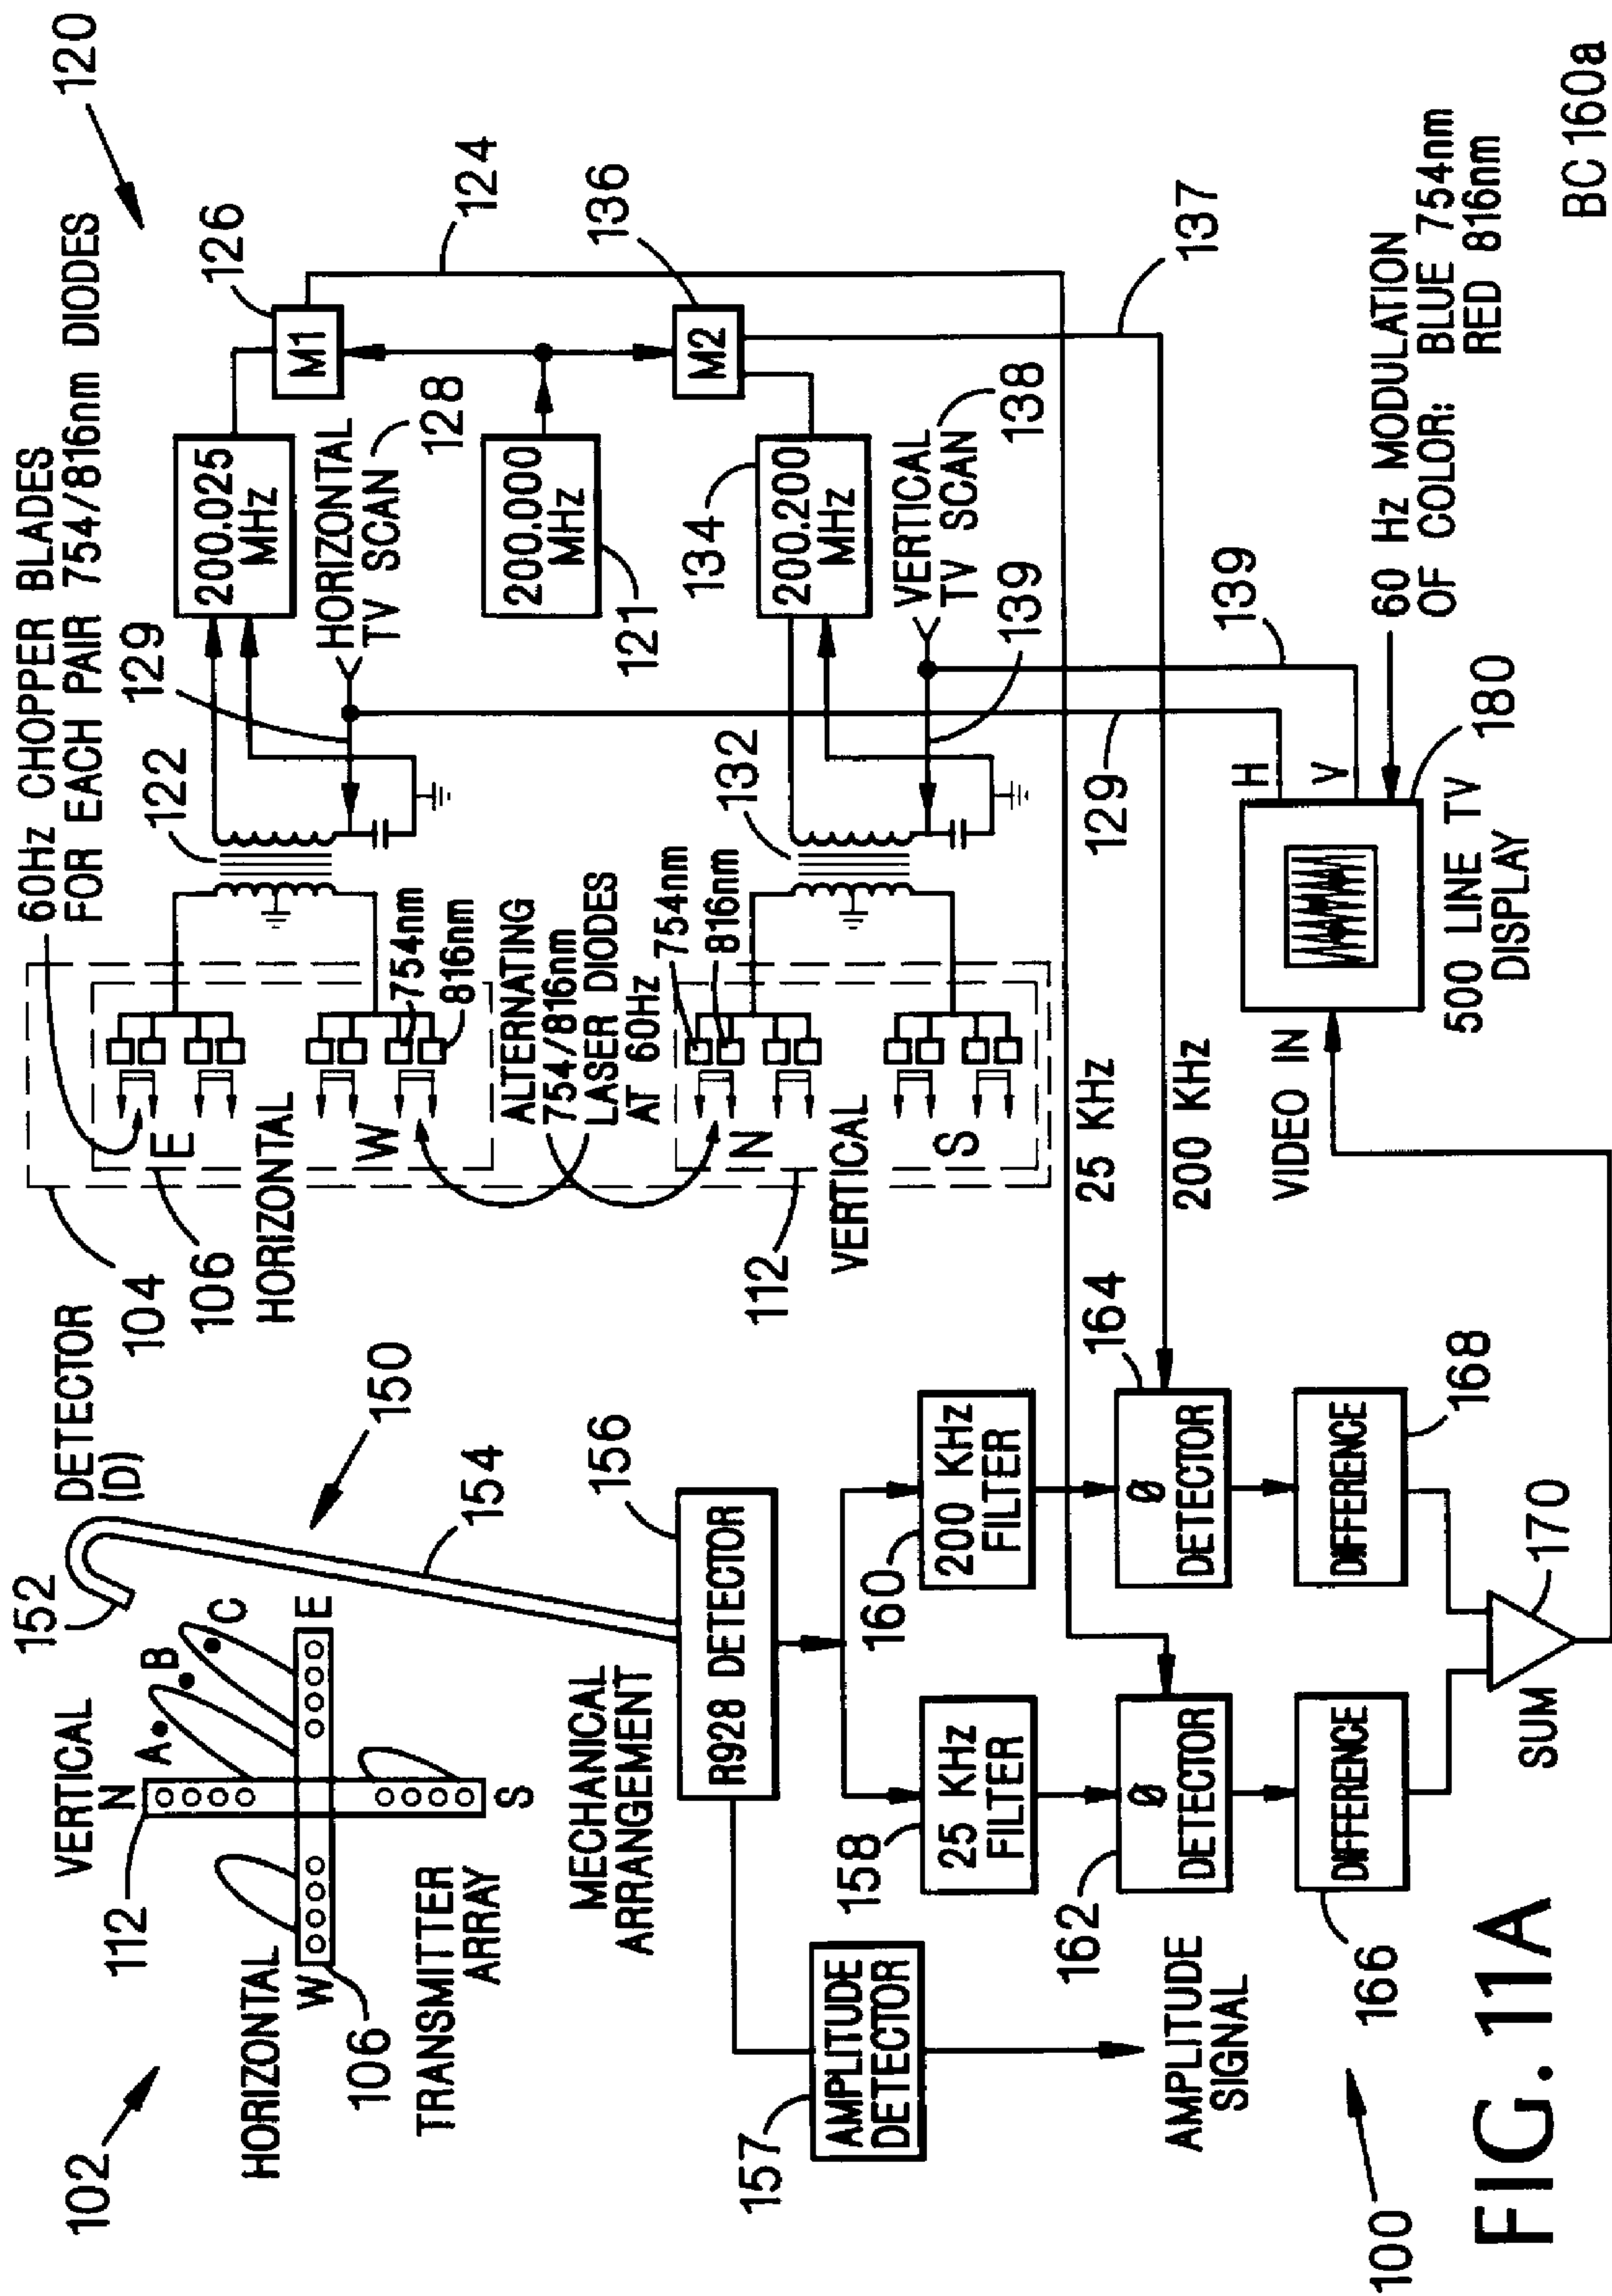 102
VERTICAL
N
112
HORIZONTAL
W
106
TRANSMITTER
ARRAY
S
E
A
B
C
152
DETECTOR
(D)
150
154
MECHANICAL
ARRANGEMENT
156
R928 DETECTOR
157
AMPLITUDE
DETECTOR
AMPLITUDE
SIGNAL
158
25 KHz
FILTER
160
200 KHz
FILTER
162
Ø
DETECTOR
164
Ø
DETECTOR
166
DIFFERENCE
168
DIFFERENCE
SUM
170
100
FIG. 11A
60Hz CHOPPER BLADES
FOR EACH PAIR 754/816nm DIODES
120
104
106
HORIZONTAL
E
W
754nm
816nm
ALTERNATING
754/816nm
LASER DIODES
AT 60Hz
754nm
816nm
N
S
112
VERTICAL
122
129
200.025
MHz
126
M1
124
HORIZONTAL
TV SCAN
128
200.000
MHz
121
136
M2
137
132
134
200.200
MHz
VERTICAL
TV SCAN
138
139
25 KHz
200 KHz
129
139
VIDEO IN
H
V
180
500 LINE TV
DISPLAY
60 Hz MODULATION
OF COLOR: BLUE 754nm
RED 816nm
BC 160a